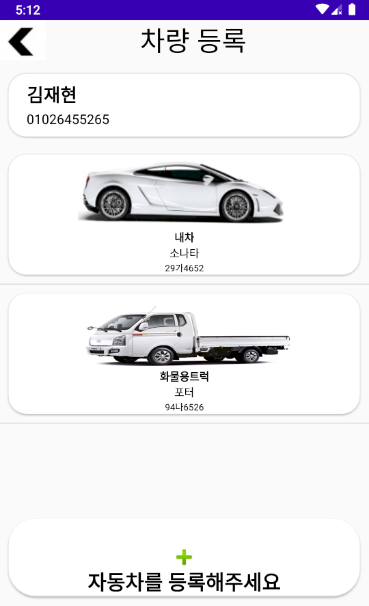 5:12
차량 등록
김재현
01026455265
내차
소나타
29가4652
화물용트럭
포터
94나6526
자동차를 등록해주세요